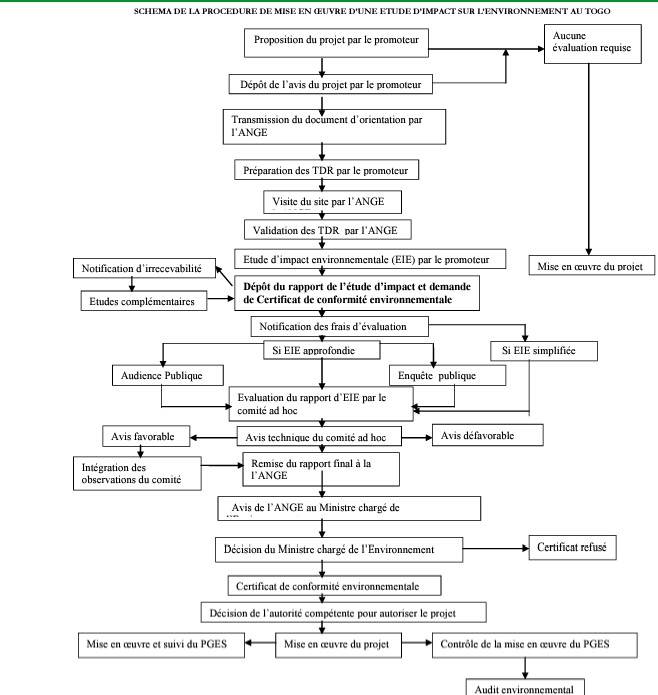 SCHEMA DE LA PROCEDURE DE MISE EN ŒUVRE D'UNE ETUDE D'IMPACT SUR L'ENVIRONNEMENT AU TOGO
Proposition du projet par le promoteur
Aucune
évaluation requise
Dépôt de l'avis du projet par le promoteur
Transmission du document d'orientation par
l'ANGE
Préparation des TDR par le promoteur
Visite du site par l'ANGE
Validation des TDR par l'ANGE
Etude d'impact environnementale (EIE) par le promoteur
Mise en œuvre du projet
Notification d'irrecevabilité
Dépôt du rapport de l'étude d'impact et demande
de Certificat de conformité environnementale
Etudes complémentaires
Notification des frais d'évaluation
Si EIE approfondie
Si EIE simplifiée
Audience Publique
Enquête publique
Evaluation du rapport d'EIE par le
comité ad hoc
Avis favorable
Avis technique du comité ad hoc
Avis défavorable
Intégration des
observations du comité
Remise du rapport final à la
l'ANGE
Avis de l'ANGE au Ministre chargé de
Décision du Ministre chargé de l'Environnement
Certificat refusé
Certificat de conformité environnementale
Décision de l'autorité compétente pour autoriser le projet
Mise en œuvre et suivi du PGES
Mise en œuvre du projet
Contrôle de la mise en œuvre du PGES
Audit environnemental